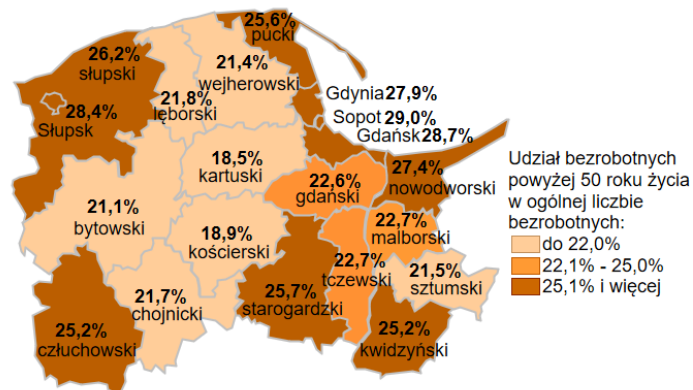 25,6%
pucki
26,2%
słupski
21,4%
wejherowski
Gdynia 27,9%
21,8%
lęborski
28,4%
Słupsk
Sopot 29,0%
Gdańsk 28,7%
18,5%
kartuski
27,4%
nowodworski
22,6%
gdański
21,1%
bytowski
18,9%
kościerski
22,7%
malborski
22,7%
tczewski
21,5%
sztumski
21,7%
chojnicki
25,7%
starogardzki
25,2%
człuchowski
25,2%
kwidzyński
Udział bezrobotnych
powyżej 50 roku życia
w ogólnej liczbie
bezrobotnych:
do 22,0%
22,1% - 25,0%
25,1% i więcej